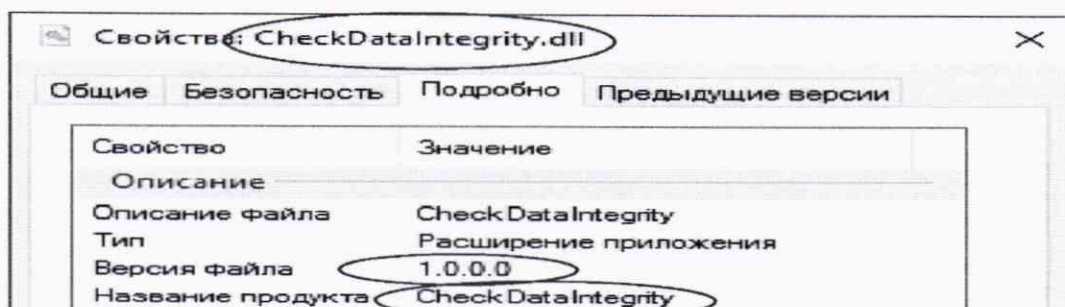 Свойства: CheckDataIntegrity.dll
Общие Безопасность Подробно Предыдущие версии
Свойство Значение
Описание
Описание файла CheckDataIntegrity
Тип Расширение приложения
Версия файла 1.0.0.0
Название продукта CheckDataIntegrity